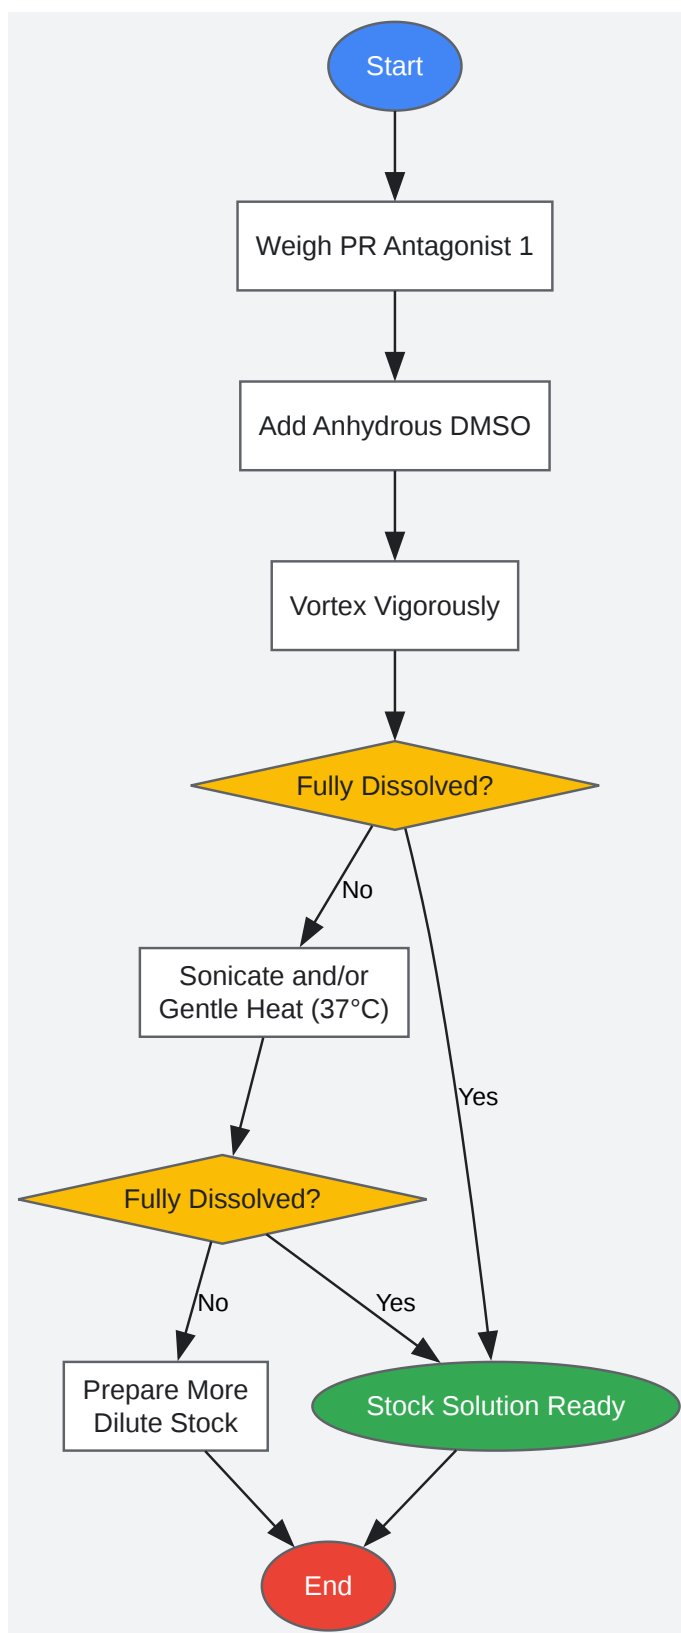 Start
Weigh PR Antagonist 1
Add Anhydrous DMSO
Vortex Vigorously
Fully Dissolved?
No
Sonicate and/or
Gentle Heat (37°C)
Yes
Fully Dissolved?
No
Yes
Prepare More
Dilute Stock
Stock Solution Ready
End